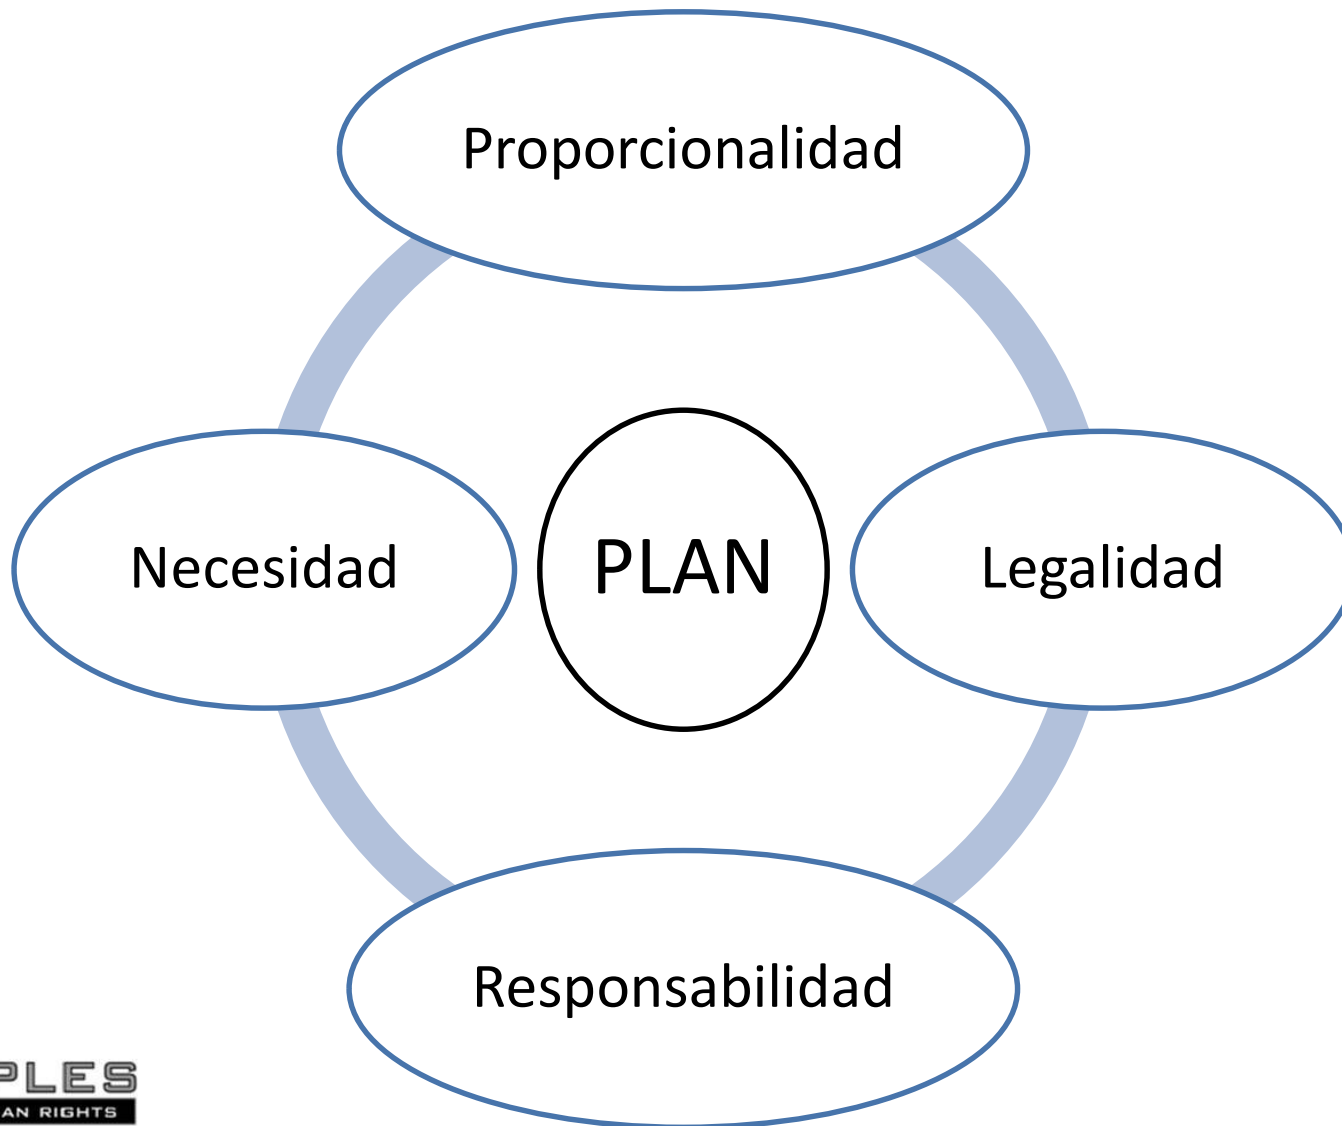 Proporcionalidad
Necesidad
PLAN
Legalidad
Responsabilidad
PLES
AN RIGHTS